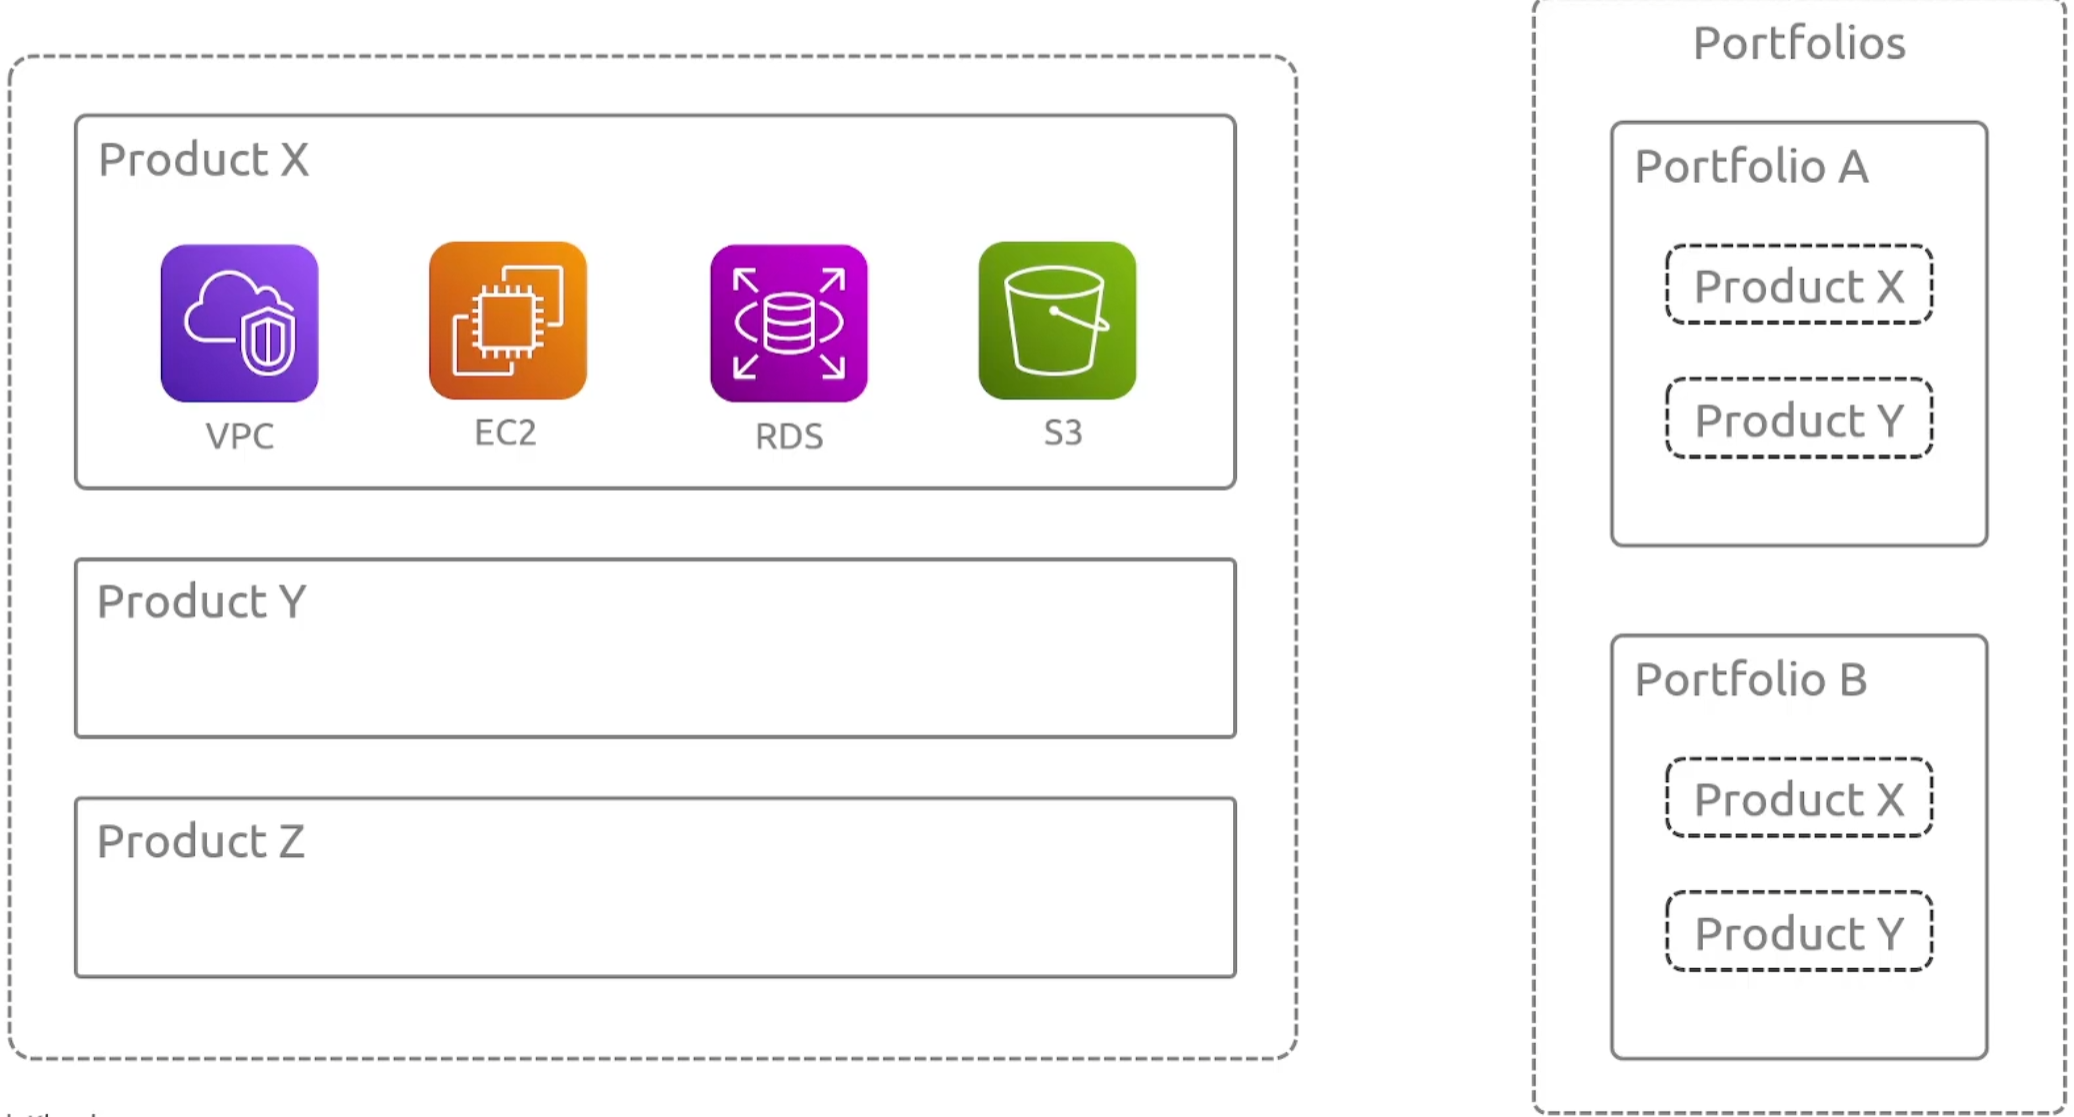 Product X
VPC
EC2
RDS
S3
Product Y
Product Z
Portfolios
Portfolio A
Product X
Product Y
Portfolio B
Product X
Product Y